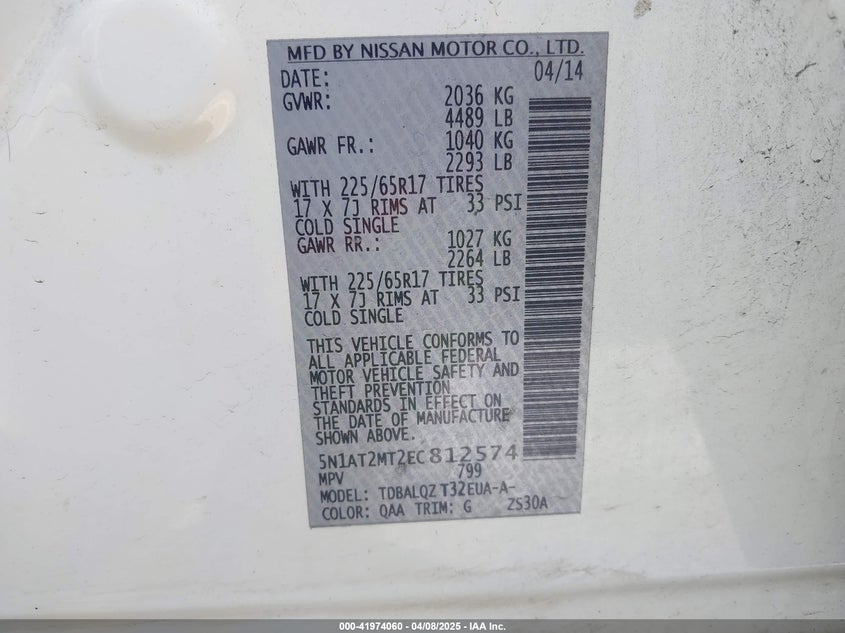 MFD BY NISSAN MOTOR CO., LTD.
DATE: 04/14
GVWR: 2036 KG
4489 LB
GAWR FR.: 1040 KG
2293 LB
WITH 225/65R17 TIRES
17 X 7J RIMS AT 33 PSI
COLD SINGLE
GAWR RR.: 1027 KG
2264 LB
WITH 225/65R17 TIRES
17 X 7J RIMS AT 33 PSI
COLD SINGLE
THIS VEHICLE CONFORMS TO
ALL APPLICABLE FEDERAL
MOTOR VEHICLE SAFETY AND
THEFT PREVENTION
STANDARDS IN EFFECT ON
THE DATE OF MANUFACTURE
SHOWN ABOVE.
5N1AT2MT2EC812574
MPV 799
MODEL: TDBALQZ T32EUA-A-
COLOR: QAA TRIM: G ZS30A
000-41974060 - 04/08/2025 - IAA Inc.